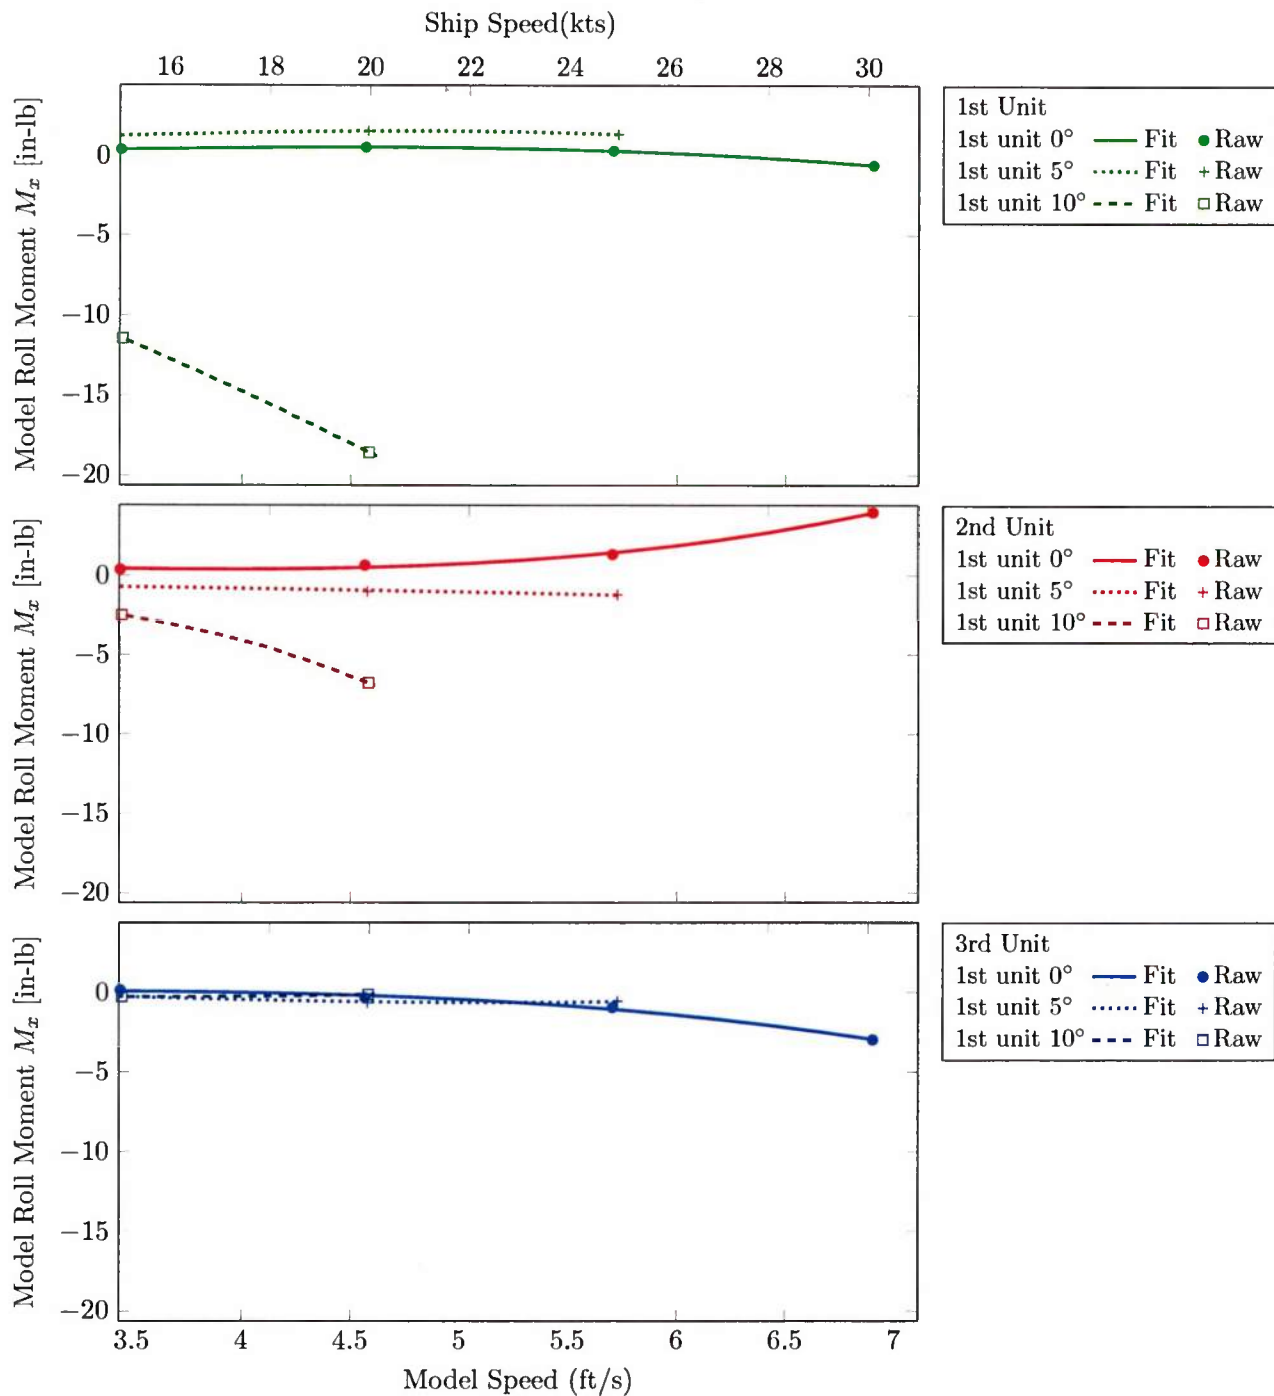 Ship Speed(kts)
16 18 20 22 24 26 28 30
Model Roll Moment Mₓ [in-lb]
0
−5
−10
−15
−20
1st Unit
1st unit 0° Fit Raw
1st unit 5° Fit Raw
1st unit 10° Fit Raw
Model Roll Moment Mₓ [in-lb]
0
−5
−10
−15
−20
2nd Unit
1st unit 0° Fit Raw
1st unit 5° Fit Raw
1st unit 10° Fit Raw
Model Roll Moment Mₓ [in-lb]
0
−5
−10
−15
−20
3rd Unit
1st unit 0° Fit Raw
1st unit 5° Fit Raw
1st unit 10° Fit Raw
3.5 4 4.5 5 5.5 6 6.5 7
Model Speed (ft/s)